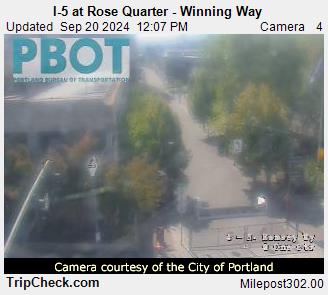 I-5 at Rose Quarter - Winning Way
Updated Sep 20 2024 12:07 PM Camera 4
PBOT
PORTLAND BUREAU OF TRANSPORTATION
Camera courtesy of the City of Portland
TripCheck.com Milepost302.00